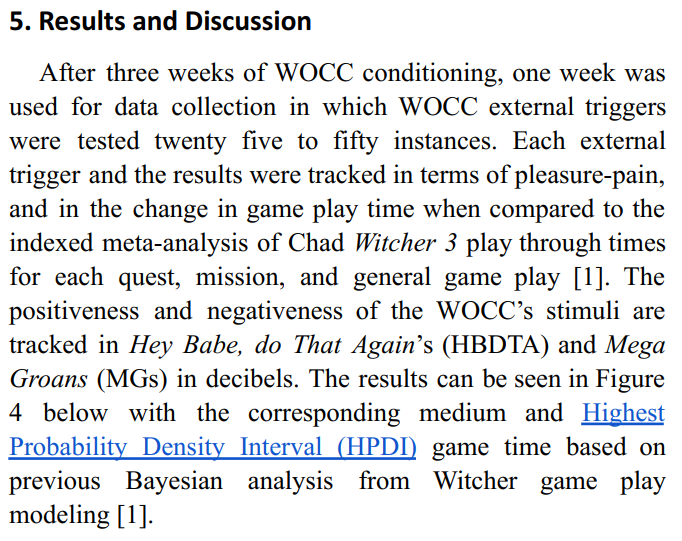 5. Results and Discussion
After three weeks of WOCC conditioning, one week was
used for data collection in which WOCC external triggers
were tested twenty five to fifty instances. Each external
trigger and the results were tracked in terms of pleasure-pain,
and in the change in game play time when compared to the
indexed meta-analysis of Chad Witcher 3 play through times
for each quest, mission, and general game play [1]. The
positiveness and negativeness of the WOCC’s stimuli are
tracked in Hey Babe, do That Again’s (HBDTA) and Mega
Groans (MGs) in decibels. The results can be seen in Figure
4 below with the corresponding medium and Highest
Probability Density Interval (HPDI) game time based on
previous Bayesian analysis from Witcher game play
modeling [1].